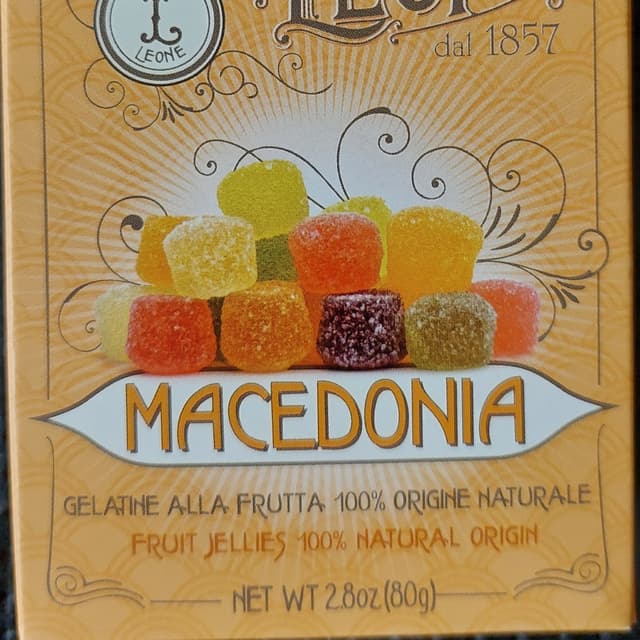 L
LEONE
LEONE
dal 1857
MACEDONIA
GELATINE ALLA FRUTTA 100% ORIGINE NATURALE
FRUIT JELLIES 100% NATURAL ORIGIN
NET WT 2.8oz (80g)